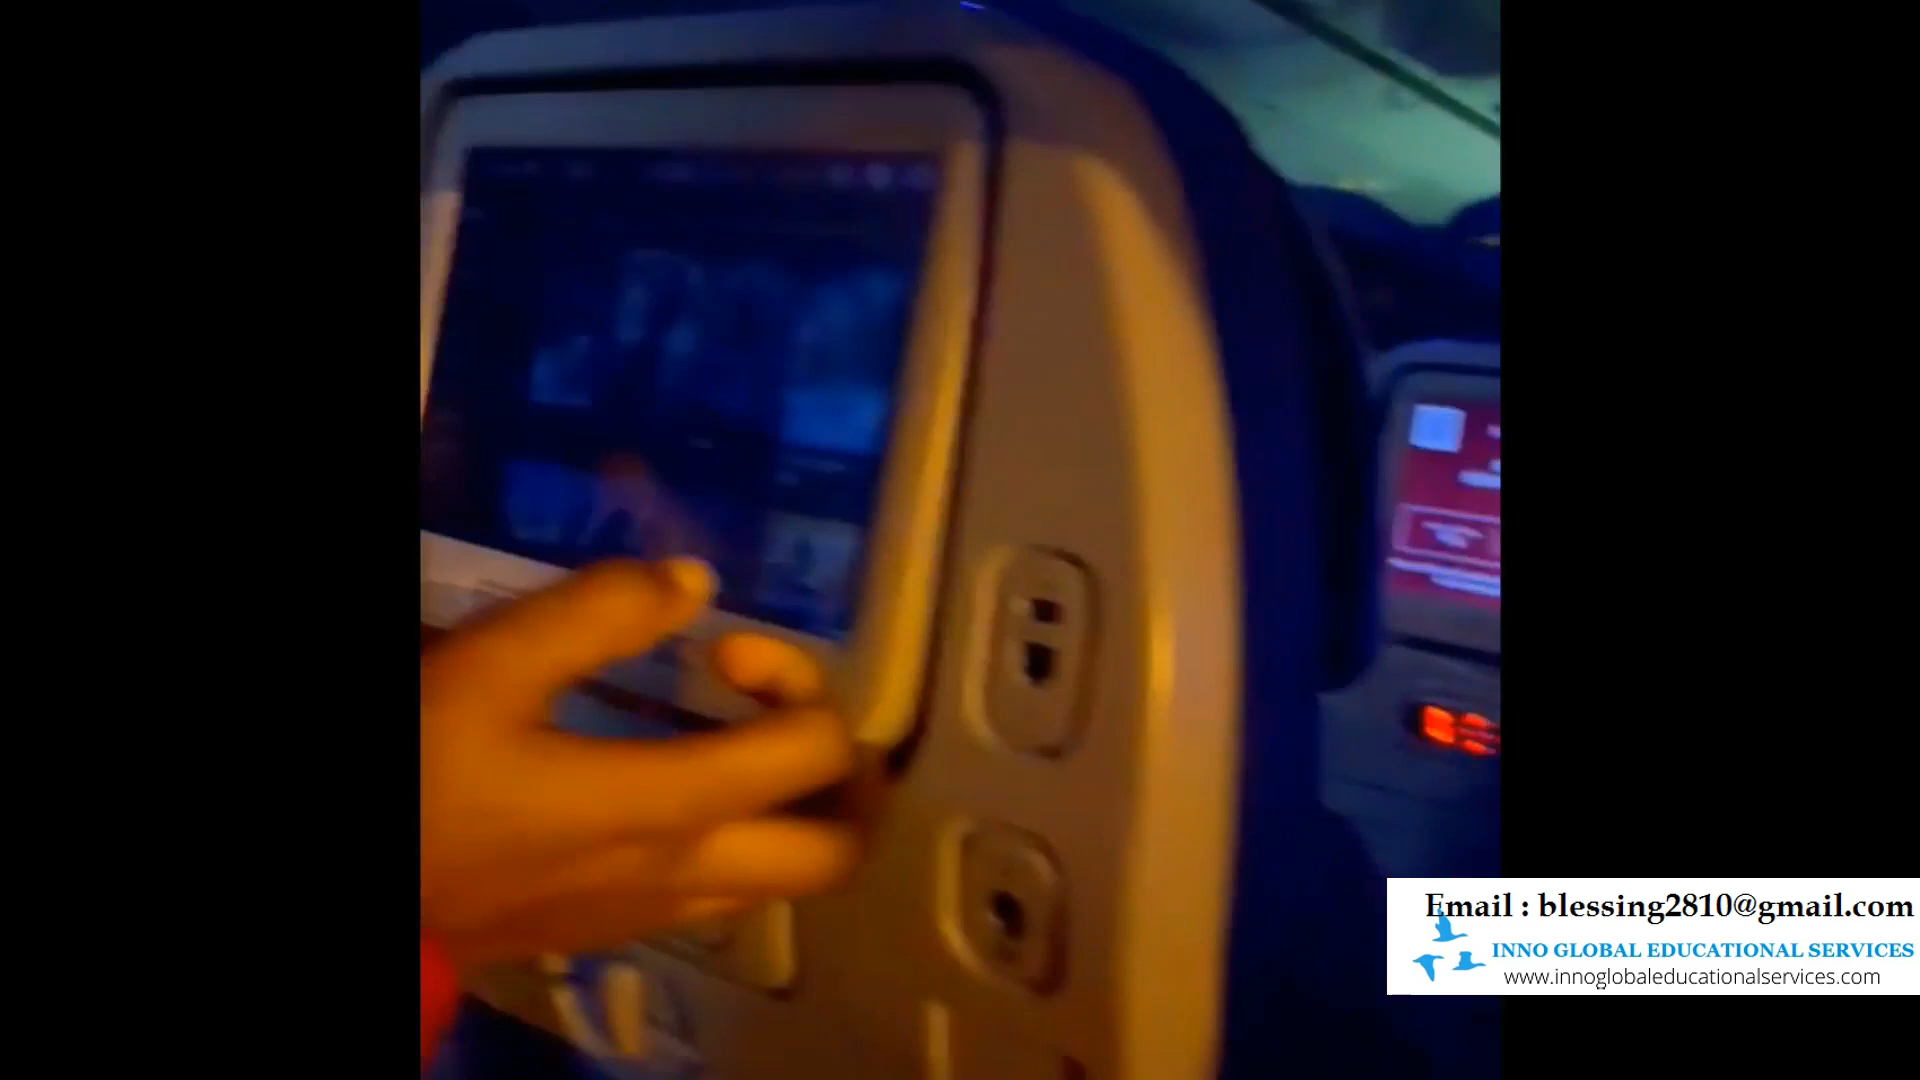 Email : blessing2810@gmail.com
INNO GLOBAL EDUCATIONAL SERVICES
www.innoglobaleducationalservices.com